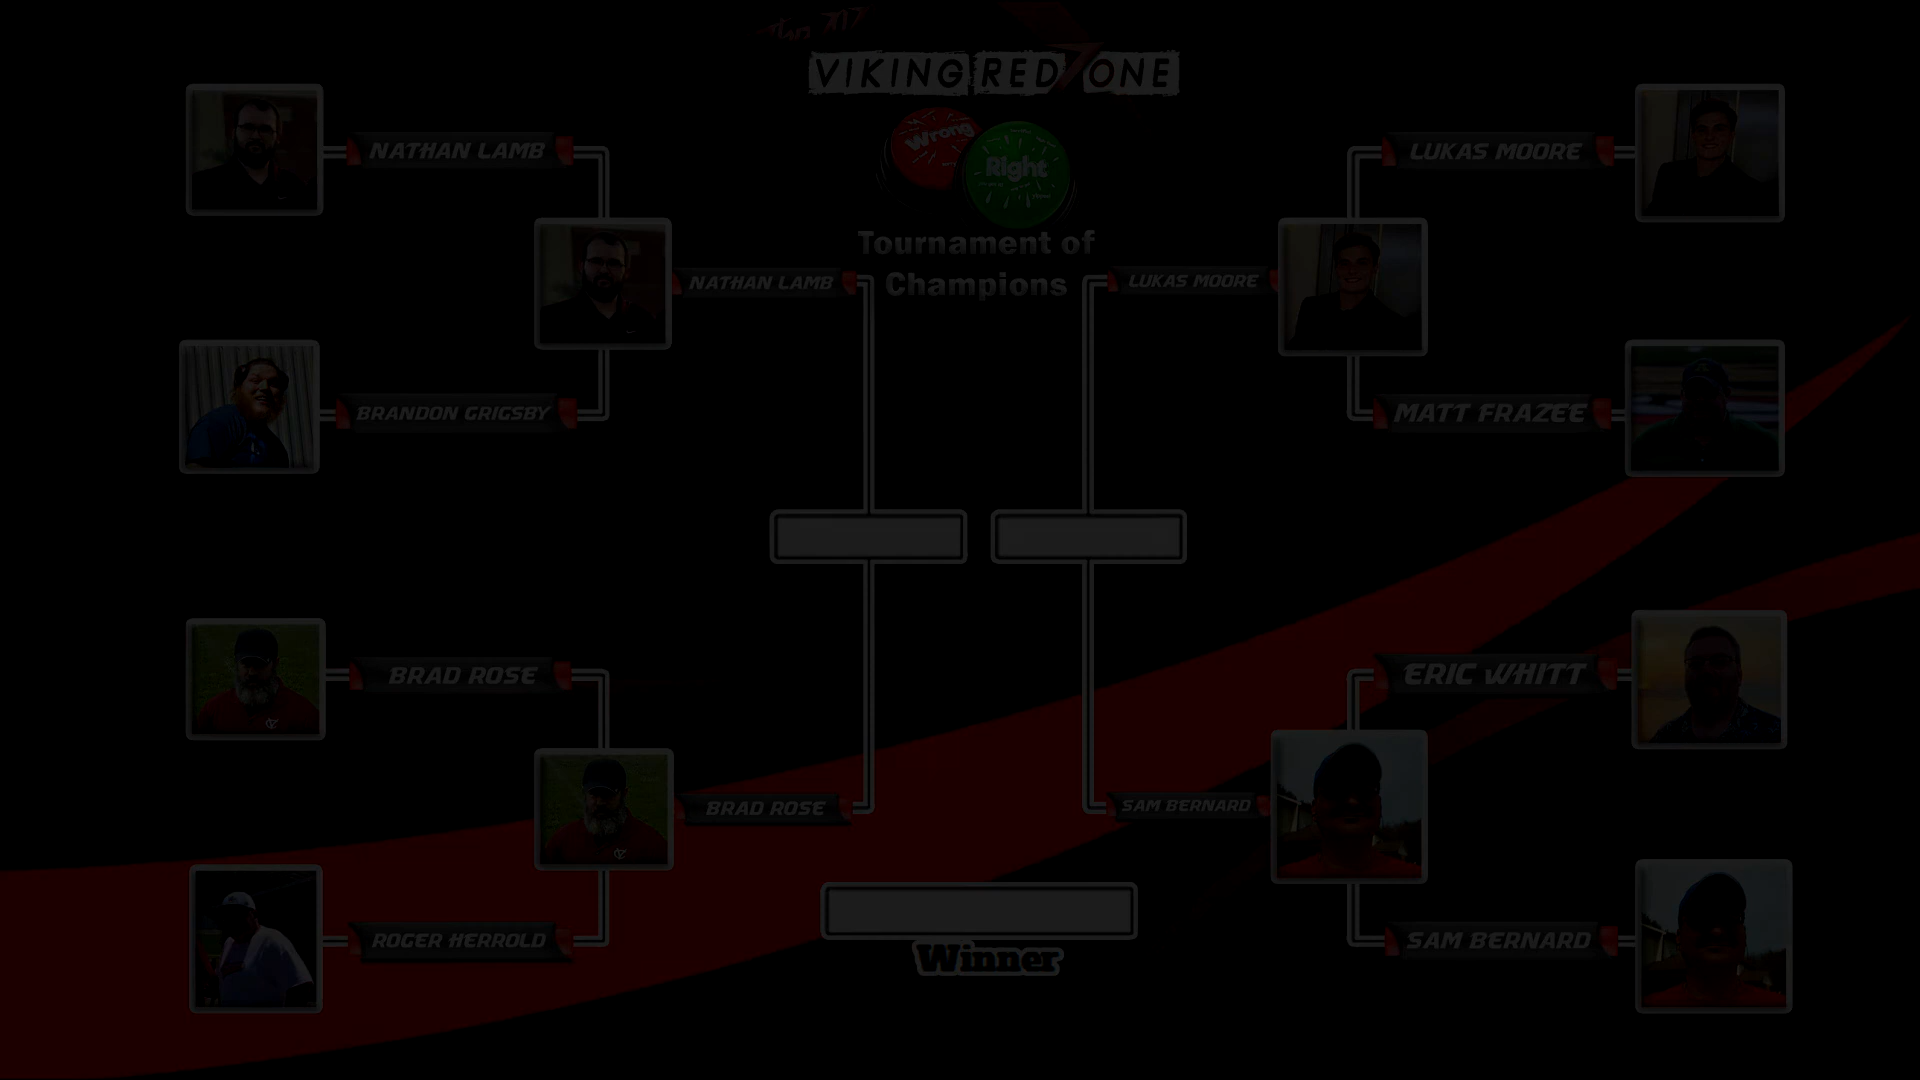 VIKING RED ZONE
Wrong
Right
Tournament of
Champions
NATHAN LAMB
LUKAS MOORE
NATHAN LAMB
LUKAS MOORE
BRANDON GRIGSBY
MATT FRAZEE
BRAD ROSE
ERIC WHITT
BRAD ROSE
SAM BERNARD
ROGER HERROLD
SAM BERNARD
Winner